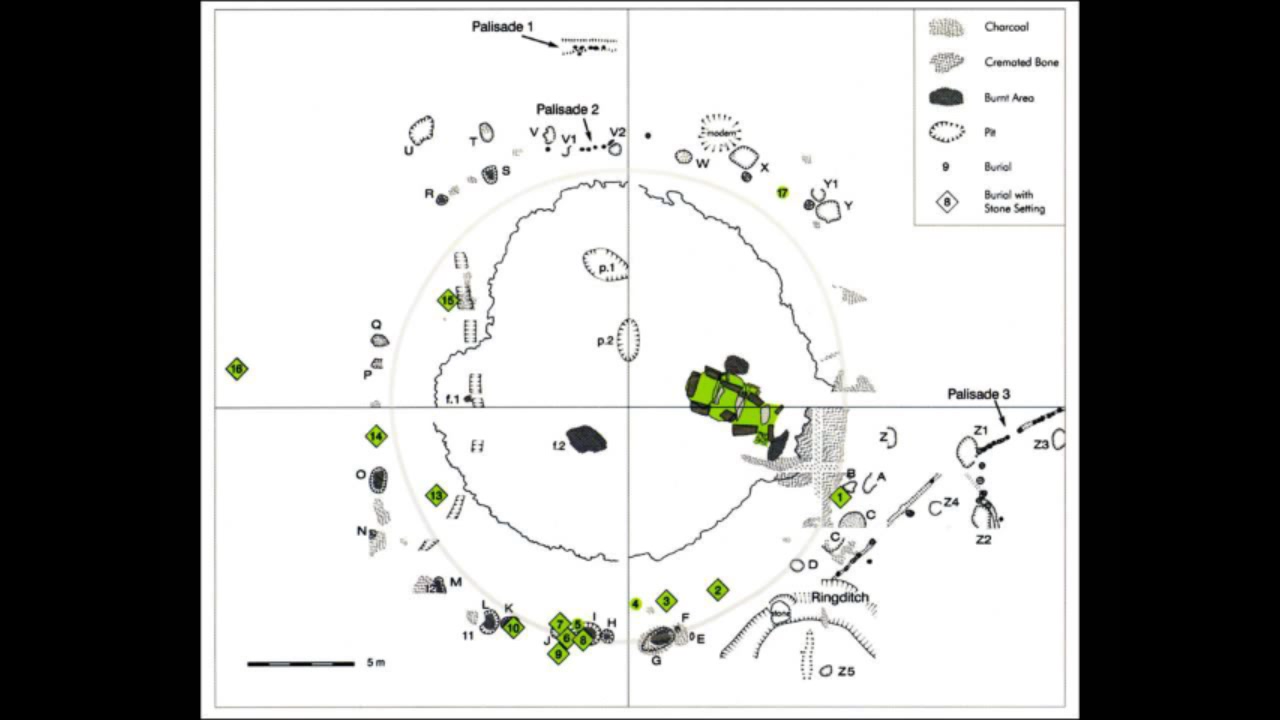 Palisade 1
Charcoal
Cremated Bone
Burnt Area
Pit
9 Burial
8 Burial with
Stone Setting
Palisade 2
U
T
V
V1
V2
modern
W
X
S
R
17
Y1
Y
p.1
15
Q
p.2
16
P
f.1
Palisade 3
14
f.2
Z
Z1
Z3
O
13
B
A
1
Z4
C
N
C
Z2
D
M
12
2
Ringditch
L
K
4
3
stone
11
10
7
5
I
H
F
J
6
8
E
9
G
5 m
Z5